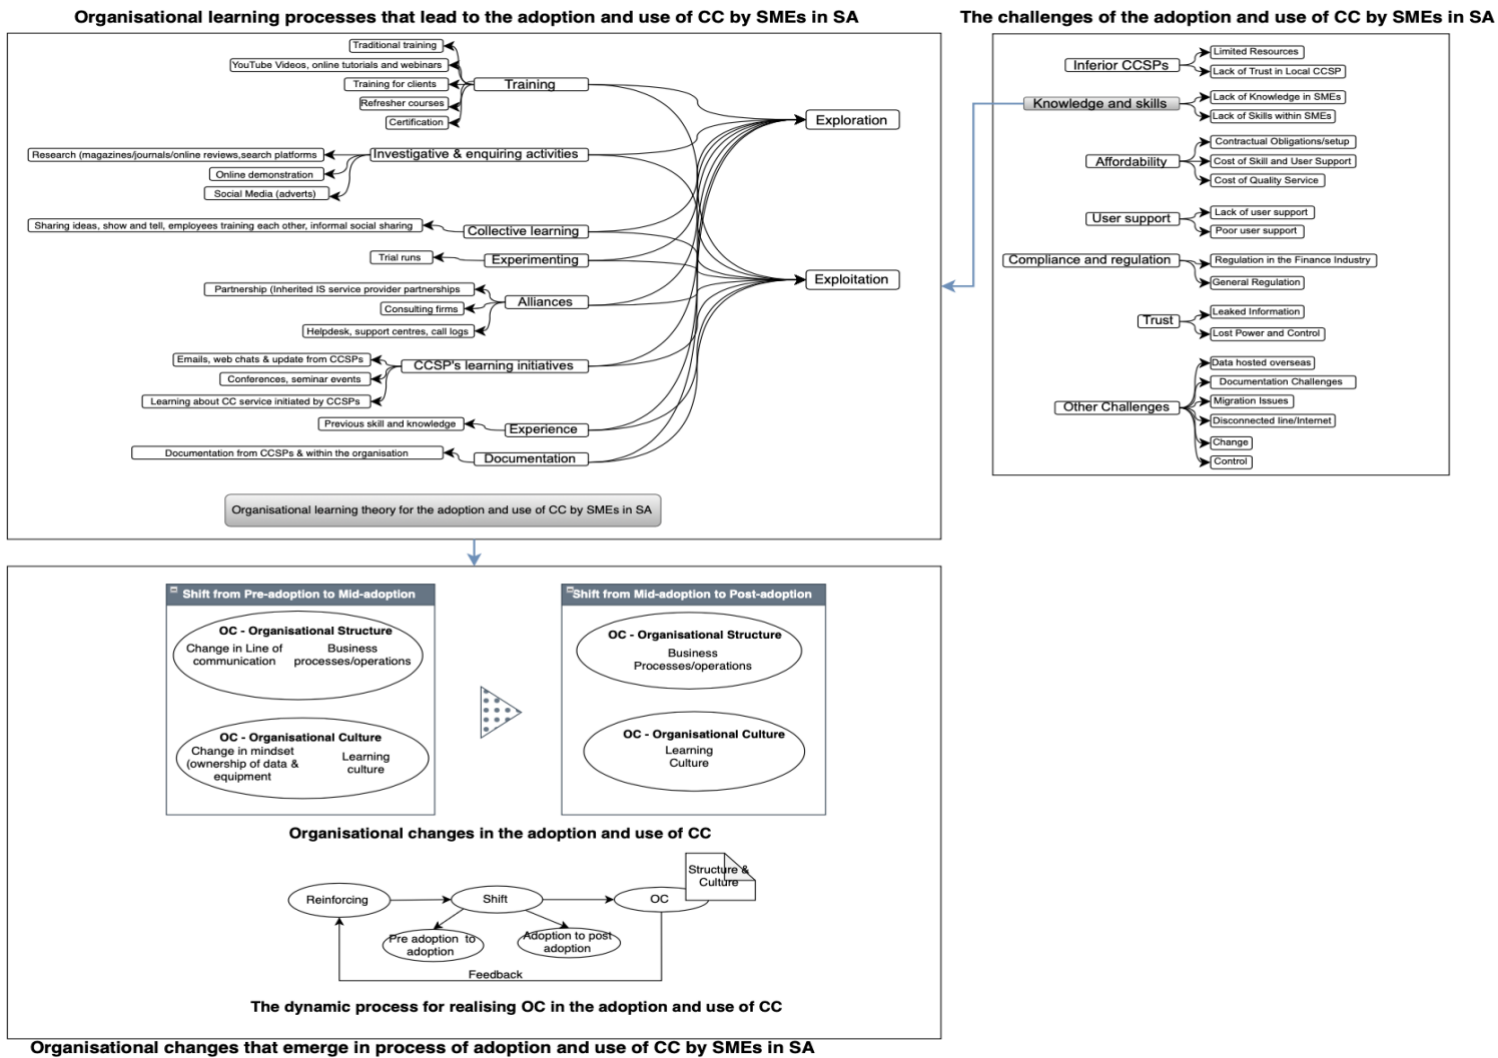 Organisational learning processes that lead to the adoption and use of CC by SMEs in SA
Traditional training
YouTube Videos, online tutorials and webinars
Training for clients
Refresher courses
Certification
Training
Research (magazines/journals/online reviews,search platforms
Online demonstration
Social Media (adverts)
Investigative & enquiring activities
Sharing ideas, show and tell, employees training each other, informal social sharing
Collective learning
Trial runs
Experimenting
Partnership (Inherited IS service provider partnerships
Consulting firms
Helpdesk, support centres, call logs
Alliances
Emails, web chats & update from CCSPs
Conferences, seminar events
Learning about CC service initiated by CCSPs
CCSP's learning initiatives
Previous skill and knowledge
Experience
Documentation from CCSPs & within the organisation
Documentation
Exploration
Exploitation
Organisational learning theory for the adoption and use of CC by SMEs in SA
The challenges of the adoption and use of CC by SMEs in SA
Inferior CCSPs
Limited Resources
Lack of Trust in Local CCSP
Knowledge and skills
Lack of Knowledge in SMEs
Lack of Skills within SMEs
Affordability
Contractual Obligations/setup
Cost of Skill and User Support
Cost of Quality Service
User support
Lack of user support
Poor user support
Compliance and regulation
Regulation in the Finance Industry
General Regulation
Trust
Leaked Information
Lost Power and Control
Other Challenges
Data hosted overseas
Documentation Challenges
Migration Issues
Disconnected line/Internet
Change
Control
Shift from Pre-adoption to Mid-adoption
OC - Organisational Structure
Change in Line of
communication
Business
processes/operations
OC - Organisational Culture
Change in mindset
(ownership of data &
equipment
Learning
culture
Shift from Mid-adoption to Post-adoption
OC - Organisational Structure
Business
Processes/operations
OC - Organisational Culture
Learning
Culture
Organisational changes in the adoption and use of CC
Reinforcing
Shift
OC
Structure &
Culture
Pre adoption to
adoption
Adoption to post
adoption
Feedback
The dynamic process for realising OC in the adoption and use of CC
Organisational changes that emerge in process of adoption and use of CC by SMEs in SA